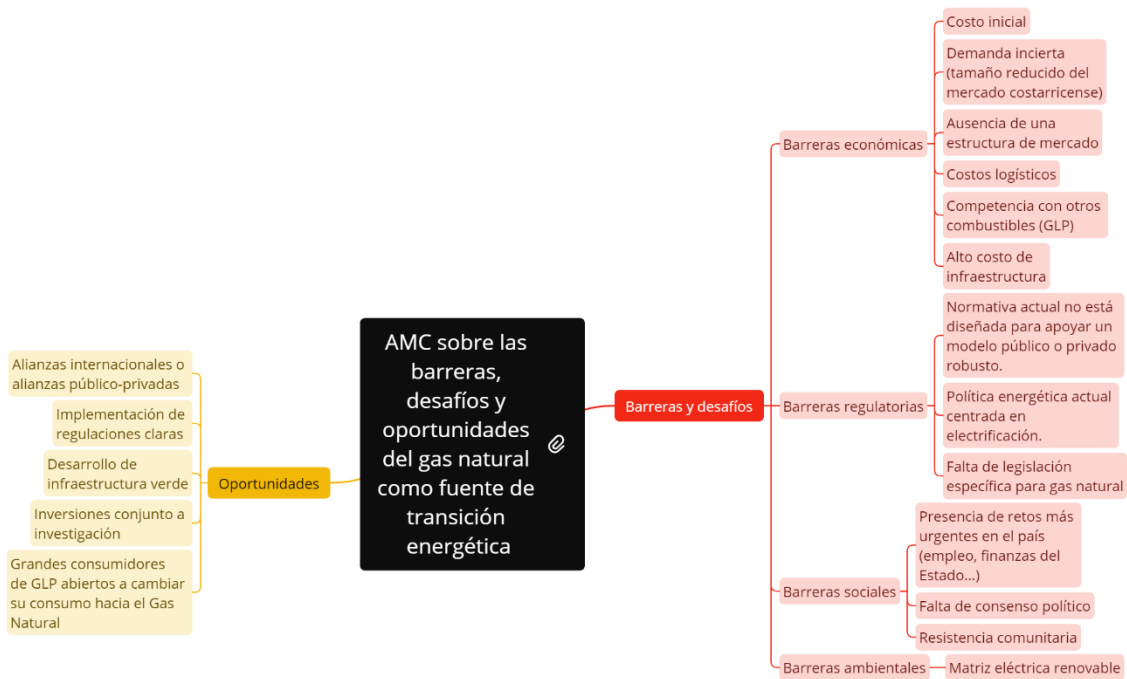 AMC sobre las
barreras,
desafíos y
oportunidades
del gas natural
como fuente de
transición
energética
Barreras y desafíos
Barreras económicas
Costo inicial
Demanda incierta
(tamaño reducido del
mercado costarricense)
Ausencia de una
estructura de mercado
Costos logísticos
Competencia con otros
combustibles (GLP)
Alto costo de
infraestructura
Barreras regulatorias
Normativa actual no está
diseñada para apoyar un
modelo público o privado
robusto.
Política energética actual
centrada en
electrificación.
Falta de legislación
específica para gas natural
Barreras sociales
Presencia de retos más
urgentes en el país
(empleo, finanzas del
Estado...)
Falta de consenso político
Resistencia comunitaria
Barreras ambientales
Matriz eléctrica renovable
Oportunidades
Alianzas internacionales o
alianzas público-privadas
Implementación de
regulaciones claras
Desarrollo de
infraestructura verde
Inversiones conjunto a
investigación
Grandes consumidores
de GLP abiertos a cambiar
su consumo hacia el Gas
Natural